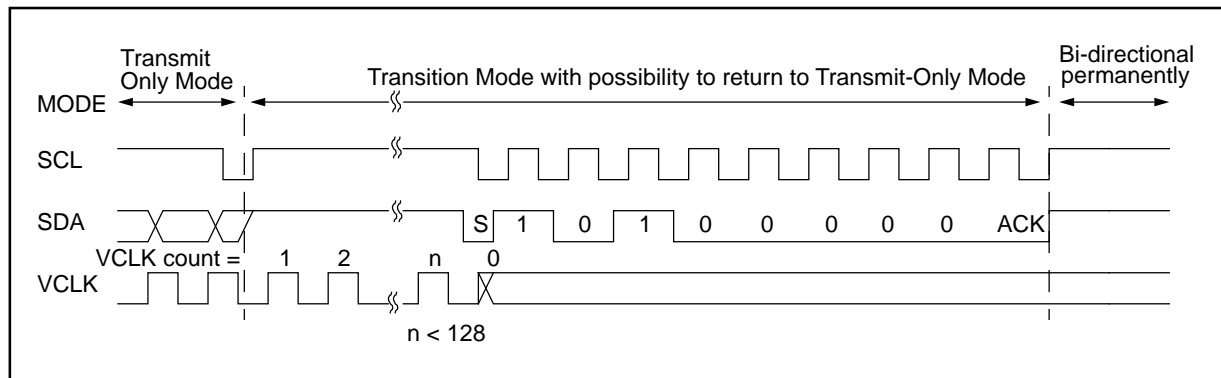 Transmit
Only Mode
Transition Mode with possibility to return to Transmit-Only Mode
Bi-directional
permanently
MODE
SCL
SDA
S 1 0 1 0 0 0 0 0 ACK
VCLK count = 1 2 n 0
VCLK
n < 128